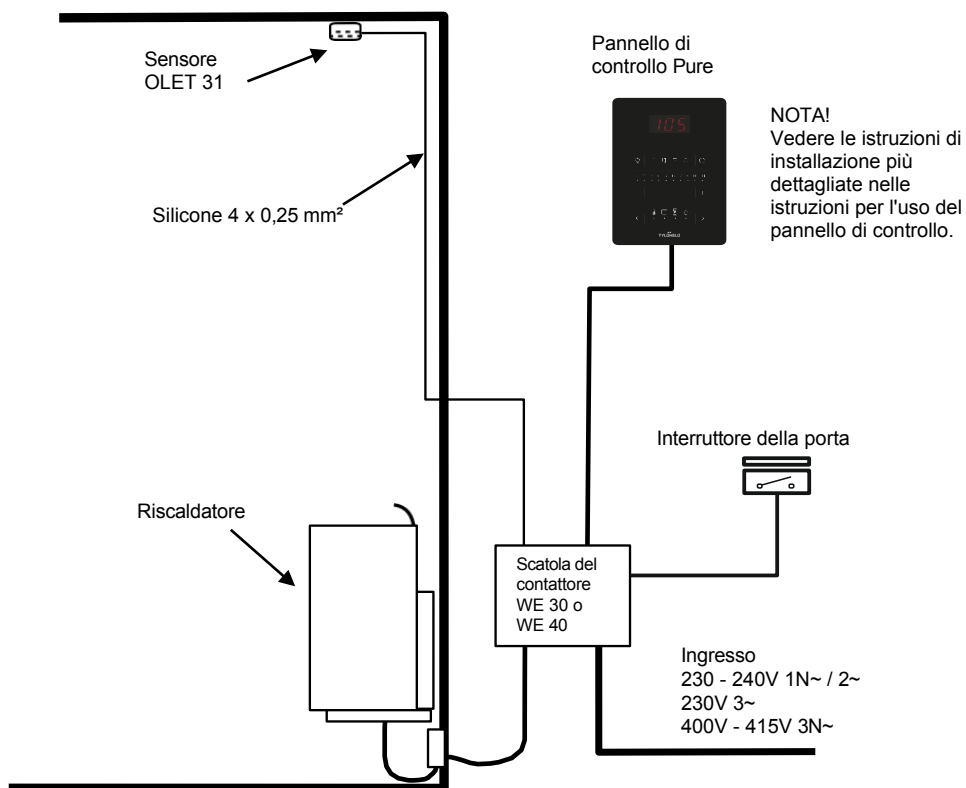 Sensore
OLET 31
Pannello di
controllo Pure
105
TYLÖHELO
NOTA!
Vedere le istruzioni di
installazione più
dettagliate nelle
istruzioni per l'uso del
pannello di controllo.
Silicone 4 x 0,25 mm²
Interruttore della porta
Riscaldatore
Scatola del
contattore
WE 30 o
WE 40
Ingresso
230 - 240V 1N~ / 2~
230V 3~
400V - 415V 3N~